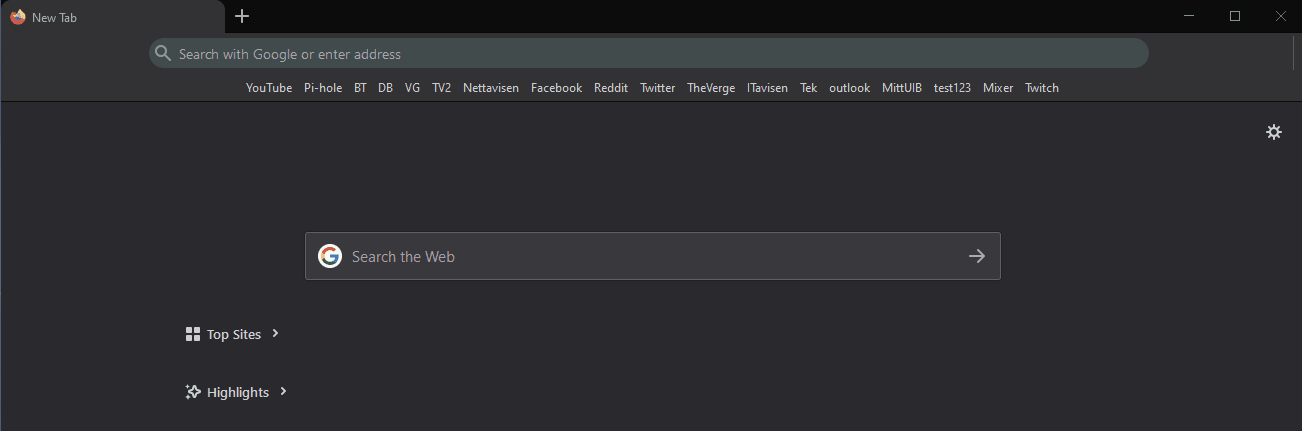 New Tab
Search with Google or enter address
YouTube Pi-hole BT DB VG TV2 Nettavisen Facebook Reddit Twitter TheVerge ITavisen Tek outlook MittUIB test123 Mixer Twitch
Search the Web
Top Sites
Highlights